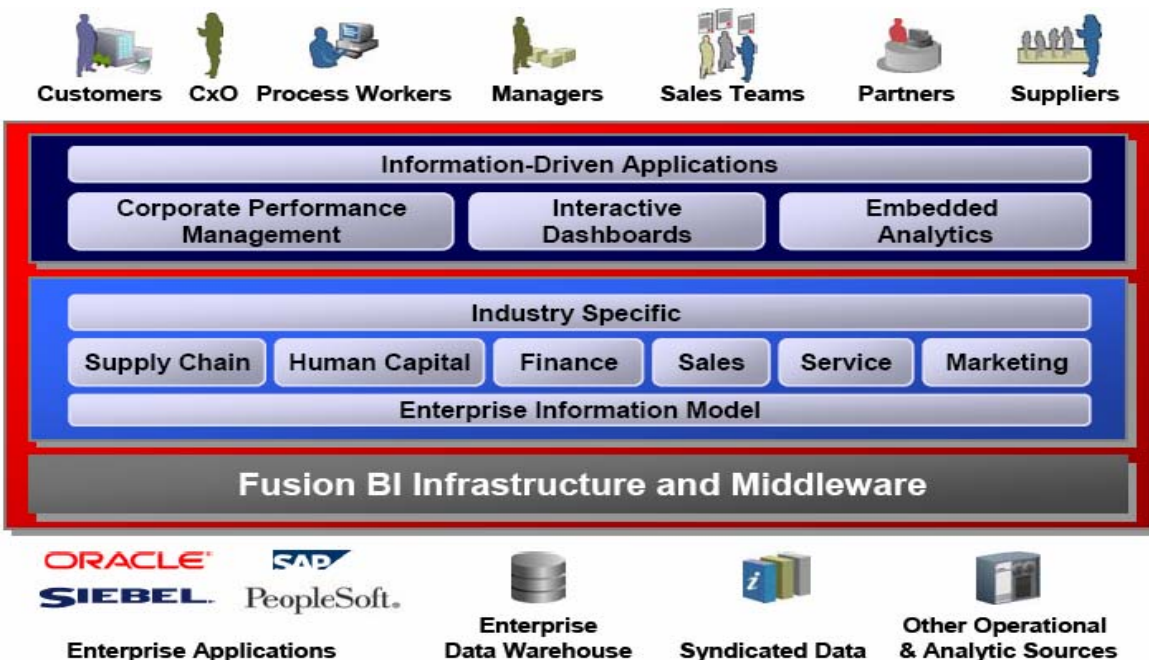 Customers CxO Process Workers Managers Sales Teams Partners Suppliers
Information-Driven Applications
Corporate Performance
Management
Interactive
Dashboards
Embedded
Analytics
Industry Specific
Supply Chain Human Capital Finance Sales Service Marketing
Enterprise Information Model
Fusion BI Infrastructure and Middleware
ORACLE® SAP
SIEBEL. PeopleSoft®
i
Enterprise Applications
Enterprise
Data Warehouse
Syndicated Data
Other Operational
& Analytic Sources